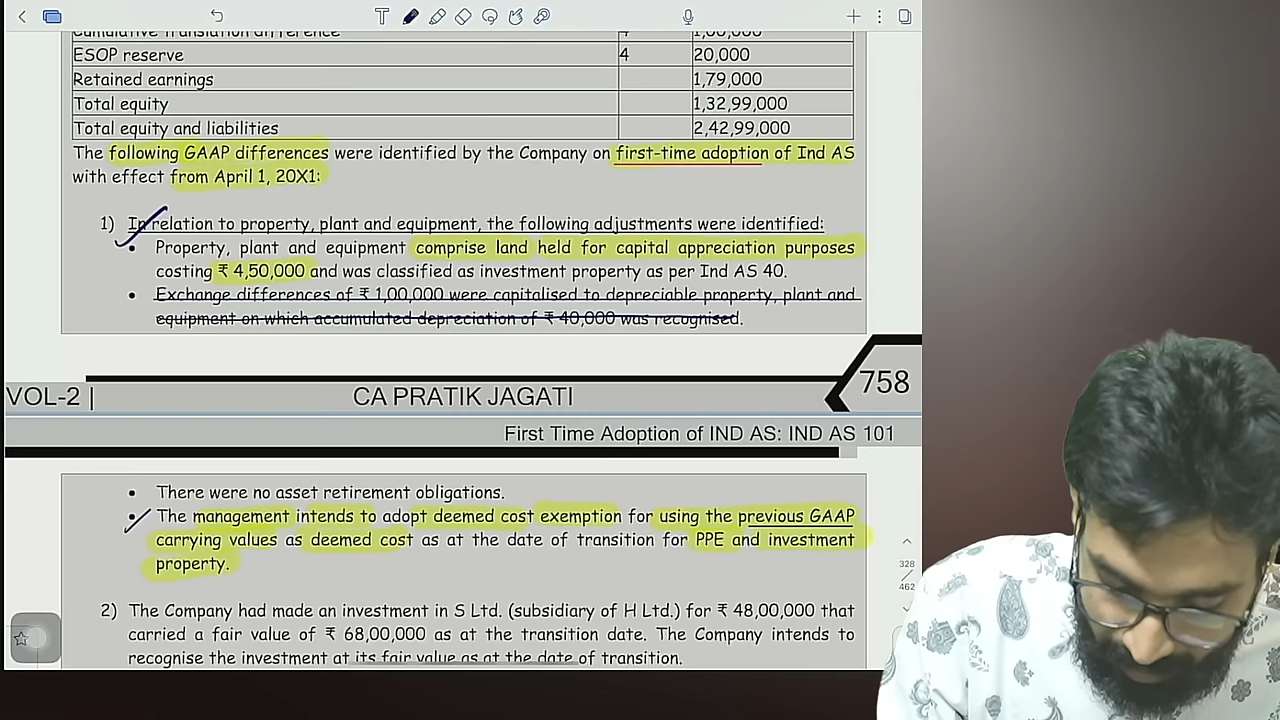 Cumulative Translation difference 4 1,00,000
ESOP reserve 4 20,000
Retained earnings 1,79,000
Total equity 1,32,99,000
Total equity and liabilities 2,42,99,000
The following GAAP differences were identified by the Company on first-time adoption of Ind AS
with effect from April 1, 20X1:
1) In relation to property, plant and equipment, the following adjustments were identified:
• Property, plant and equipment comprise land held for capital appreciation purposes
costing ₹ 4,50,000 and was classified as investment property as per Ind AS 40.
• Exchange differences of ₹ 1,00,000 were capitalised to depreciable property, plant and
equipment on which accumulated depreciation of ₹ 40,000 was recognised.
758
VOL-2 | CA PRATIK JAGATI
First Time Adoption of IND AS: IND AS 101
• There were no asset retirement obligations.
• The management intends to adopt deemed cost exemption for using the previous GAAP
carrying values as deemed cost as at the date of transition for PPE and investment
property.
328
/
462
2) The Company had made an investment in S Ltd. (subsidiary of H Ltd.) for ₹ 48,00,000 that
carried a fair value of ₹ 68,00,000 as at the transition date. The Company intends to
recognise the investment at its fair value as at the date of transition.